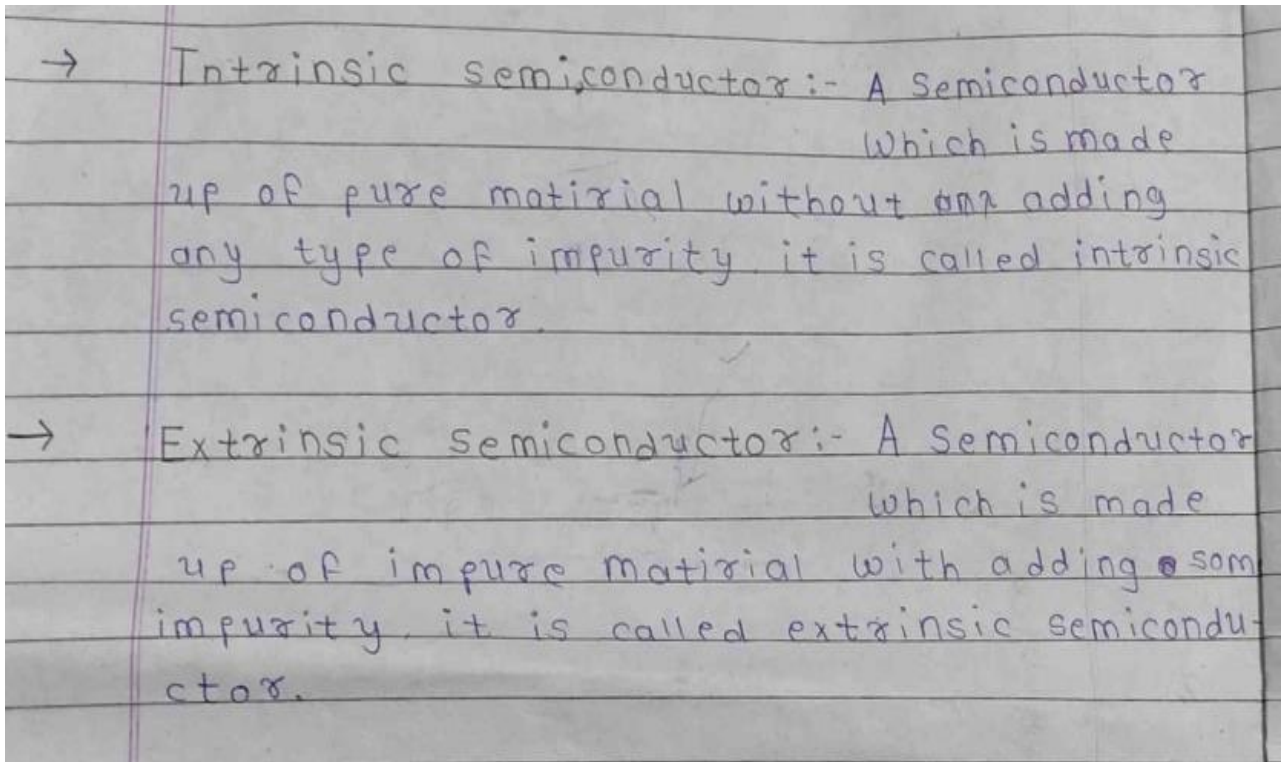 → Intrinsic semiconductor:- A Semiconductor
Which is made
up of pure matirial without adding
any type of impurity. it is called intrinsic
semiconductor.
→ Extrinsic Semiconductor:- A Semiconductor
which is made
up of impure matirial with adding som
impurity. it is called extrinsic semicondu-
ctor.